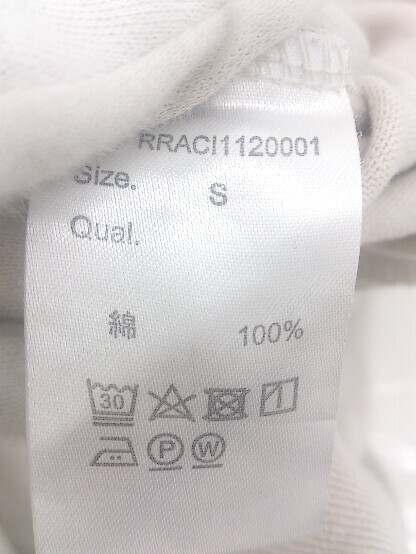 RRACI1120001
Size. S
Qual.
綿 100%
30
P W